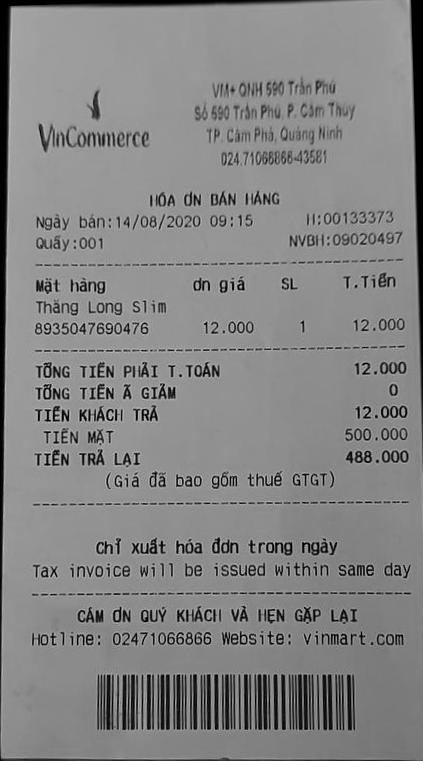 VinCommerce
VM+ QNH 590 Trần Phú
Số 590 Trần Phú, P. Cẩm Thủy
TP. Cẩm Phả, Quảng Ninh
024.71066866-43581
HÓA ƠN BÁN HÀNG
Ngày bán:14/08/2020 09:15 H:00133373
Quầy:001 NVBH:09020497
Mặt hàng ơn giá SL T.Tiền
Thăng Long Slim
8935047690476 12.000 1 12.000
TỔNG TIỀN PHẢI T.TOÁN 12.000
TỔNG TIỀN Ã GIẢM 0
TIỀN KHÁCH TRẢ 12.000
TIỀN MẶT 500.000
TIỀN TRẢ LẠI 488.000
(Giá đã bao gồm thuế GTGT)
Chỉ xuất hóa đơn trong ngày
Tax invoice will be issued within same day
CẢM ƠN QUÝ KHÁCH VÀ HẸN GẶP LẠI
Hotline: 02471066866 Website: vinmart.com